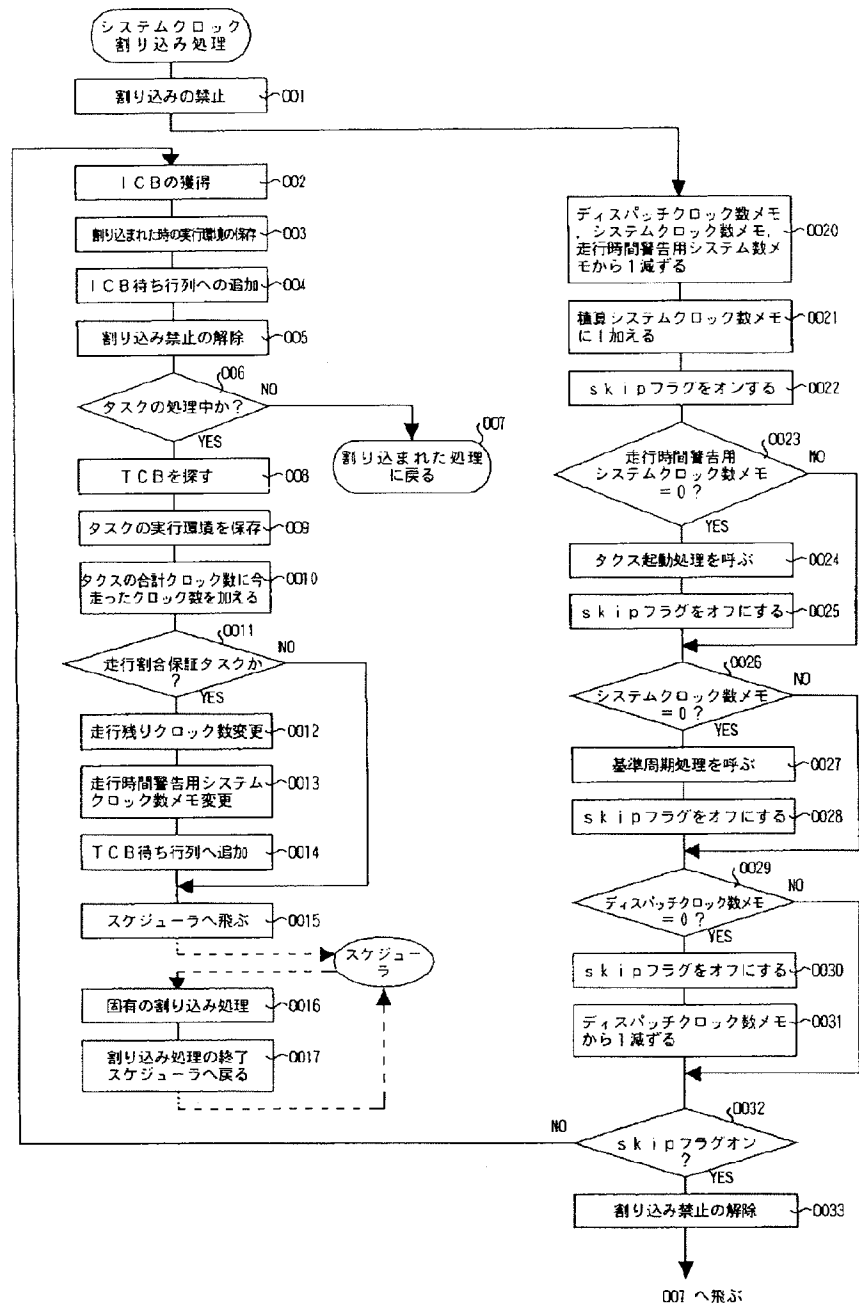 システムクロック
割り込み処理
割り込みの禁止
001
ICBの獲得
002
割り込まれた時の実行環境の保存
003
ICB待ち行列への追加
004
割り込み禁止の解除
005
006
タスクの処理中か?
NO
YES
007
割り込まれた処理
に戻る
TCBを探す
008
タスクの実行環境を保存
009
タクスの合計クロック数に今
走ったクロック数を加える
0010
0011
走行割合保証タスクか
?
NO
YES
走行残りクロック数変更
0012
走行時間警告用システム
クロック数メモ変更
0013
TCB待ち行列へ追加
0014
スケジューラへ飛ぶ
0015
スケジュー
ラ
固有の割り込み処理
0016
割り込み処理の終了
スケジューラへ戻る
0017
ディスパッチクロック数メモ
,システムクロック数メモ,
走行時間警告用システム数メ
モから1減ずる
0020
積算システムクロック数メモ
に1加える
0021
skipフラグをオンする
0022
0023
走行時間警告用
システムクロック数メモ
=0?
NO
YES
タクス起動処理を呼ぶ
0024
skipフラグをオフにする
0025
0026
システムクロック数メモ
=0?
NO
YES
基準周期処理を呼ぶ
0027
skipフラグをオフにする
0028
0029
ディスパッチクロック数メモ
=0?
NO
YES
skipフラグをオフにする
0030
ディスパッチクロック数メモ
から1減ずる
0031
0032
skipフラグオン
?
NO
YES
割り込み禁止の解除
0033
007 へ飛ぶ